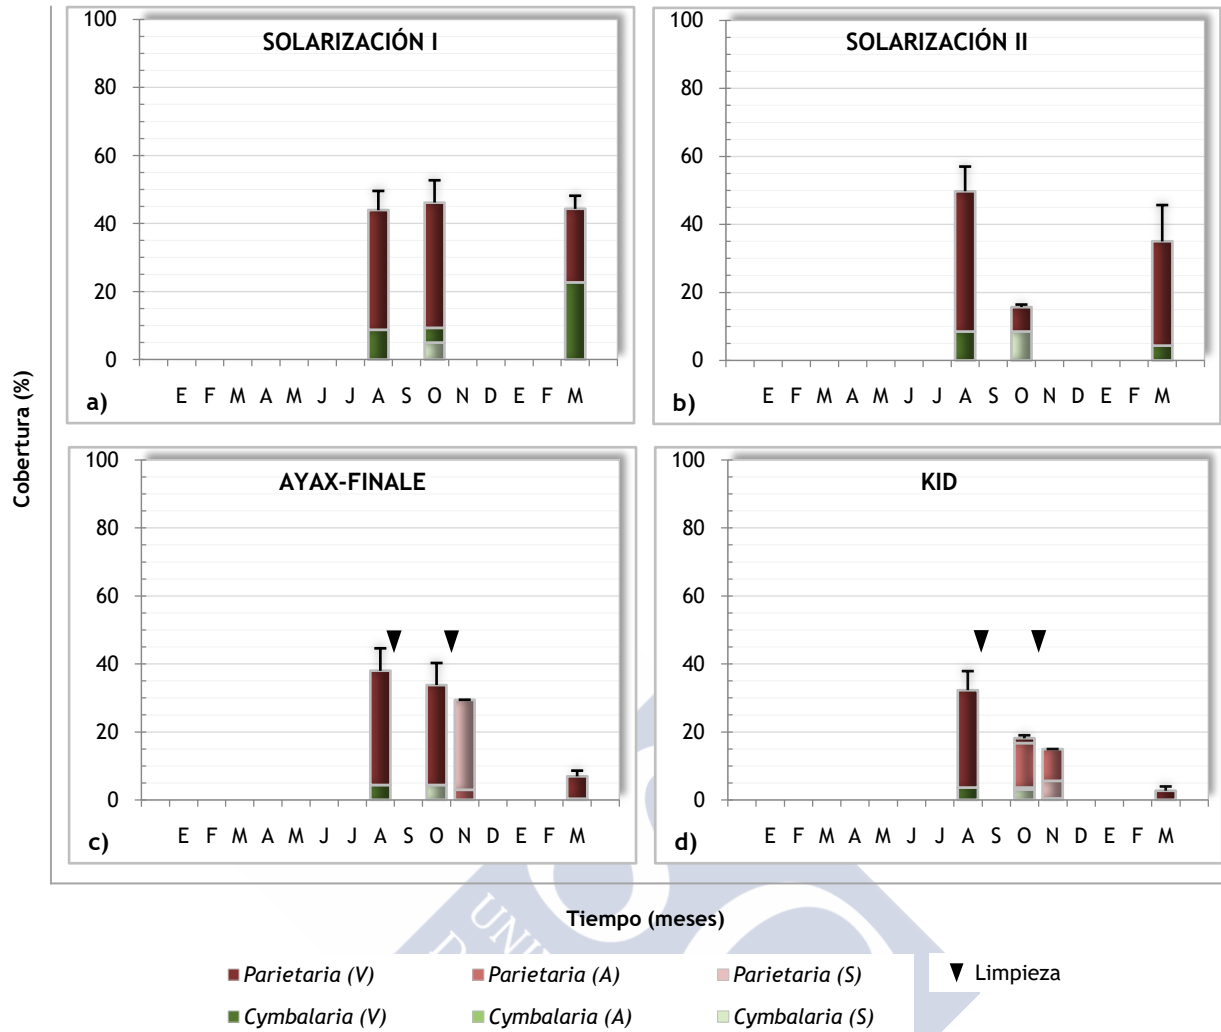 SOLARIZACIÓN I
100
80
60
40
20
0
E F M A M J J A S O N D E F M
a)
SOLARIZACIÓN II
100
80
60
40
20
0
E F M A M J J A S O N D E F M
b)
Cobertura (%)
AYAX-FINALE
100
80
60
40
20
0
E F M A M J J A S O N D E F M
c)
KID
100
80
60
40
20
0
E F M A M J J A S O N D E F M
d)
Tiempo (meses)
Parietaria (V) Parietaria (A) Parietaria (S) Limpieza
Cymbalaria (V) Cymbalaria (A) Cymbalaria (S)